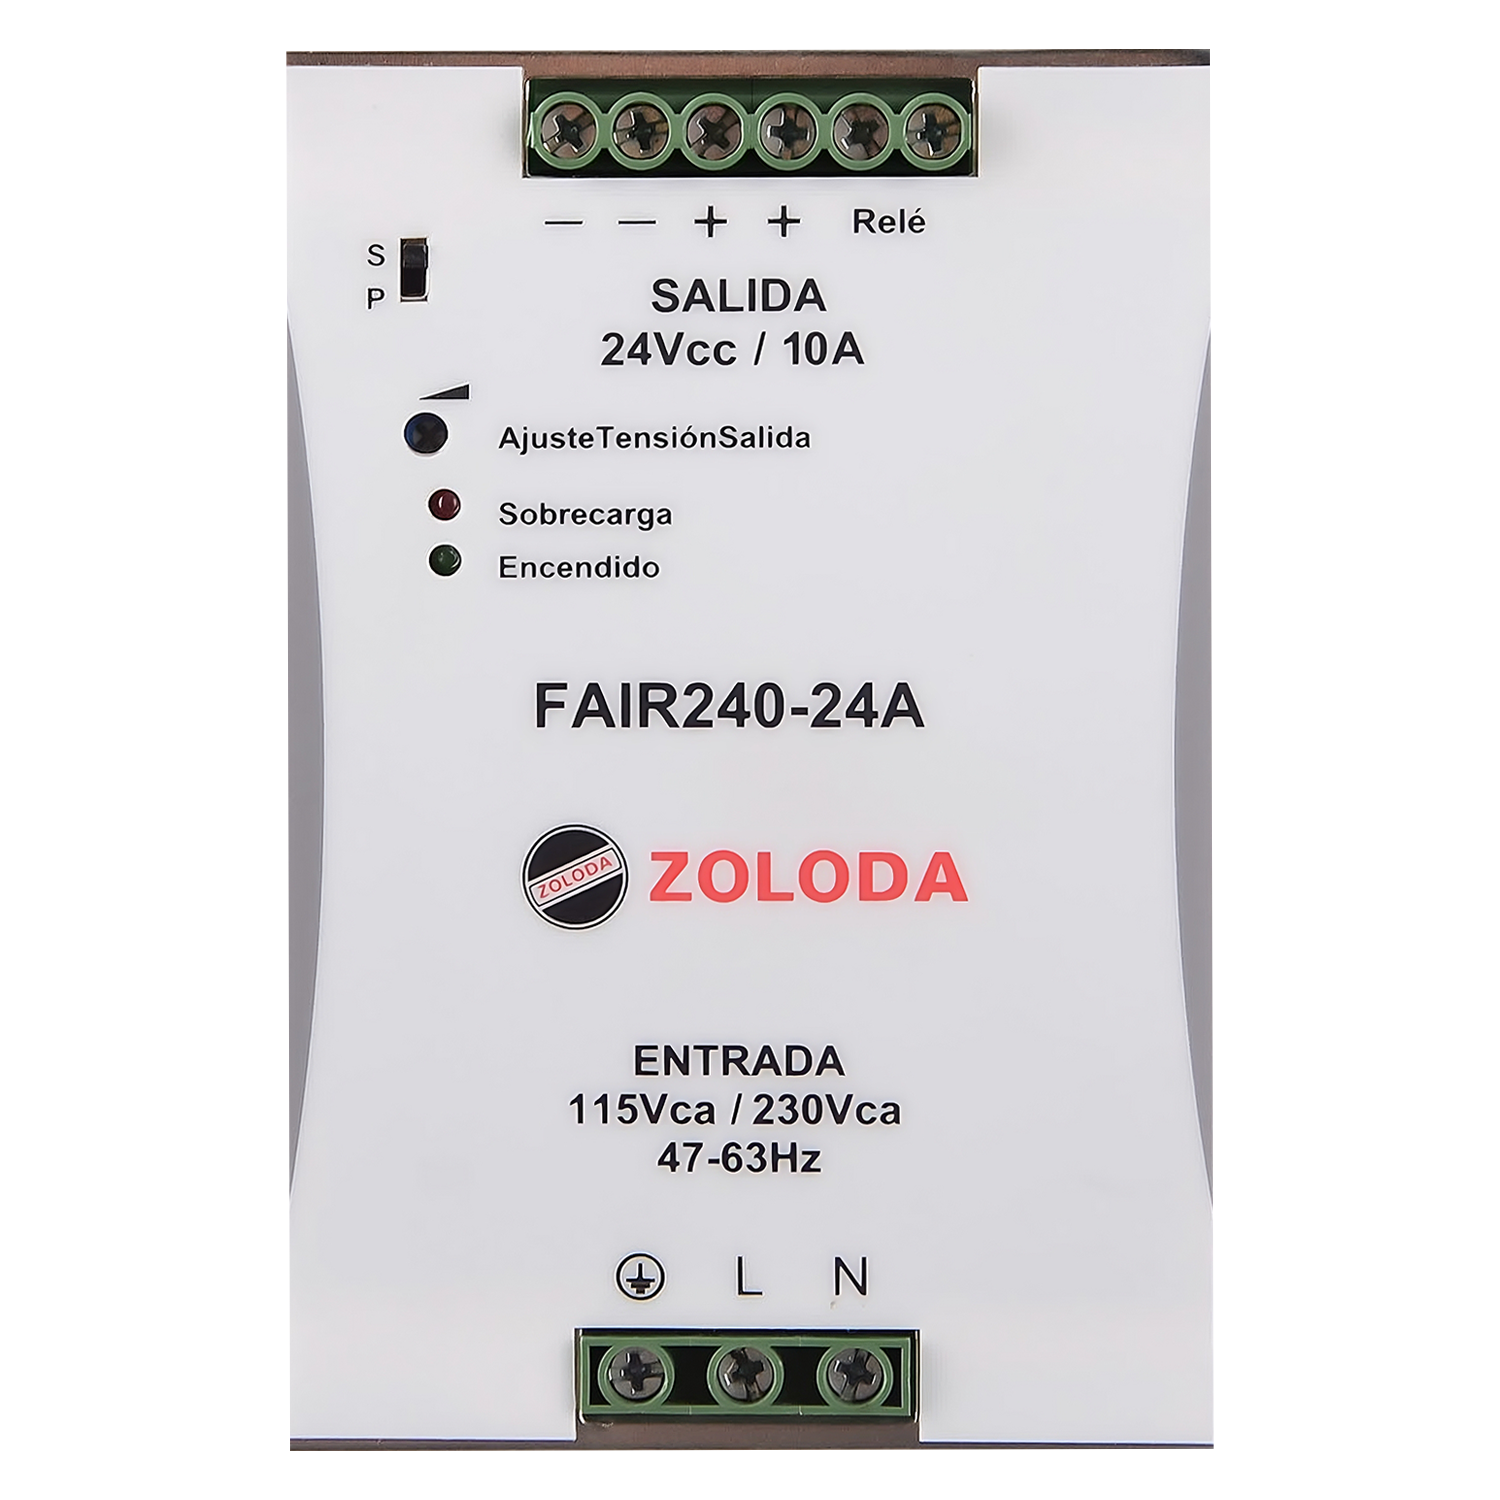 — — + + Relé
S
P
SALIDA
24Vcc / 10A
AjusteTensiónSalida
Sobrecarga
Encendido
FAIR240-24A
ZOLODA
ZOLODA
ENTRADA
115Vca / 230Vca
47-63Hz
L N